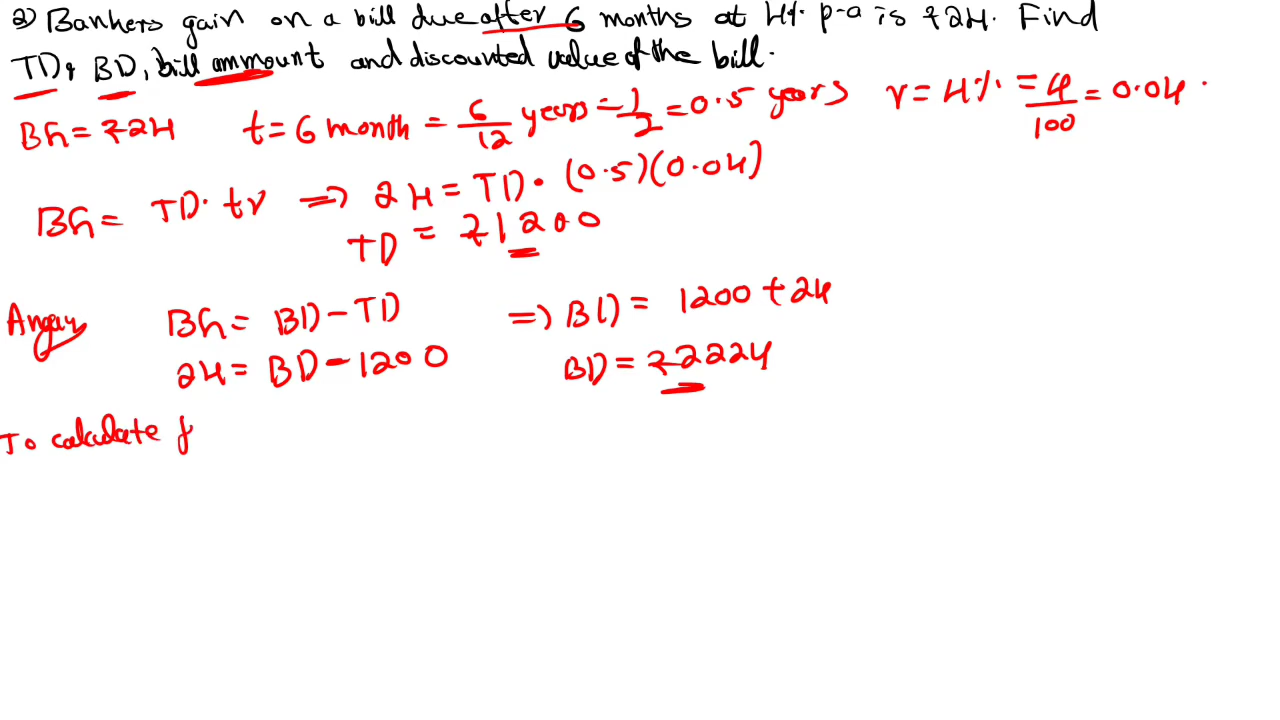 2) Bankers gain on a bill due after 6 months at 4% p-a is ₹24. Find
TD, BD, bill ammount and discounted value of the bill.
BG = ₹24 t = 6 month = 6/12 years = 1/2 = 0.5 years r = 4% = 4/100 = 0.04.
BG = TD· tr ⇒ 24 = TD· (0.5)(0.04)
TD = ₹1200
Again BG = BD - TD ⇒ BD = 1200 + 24
24 = BD - 1200 BD = ₹2224
To calculate f